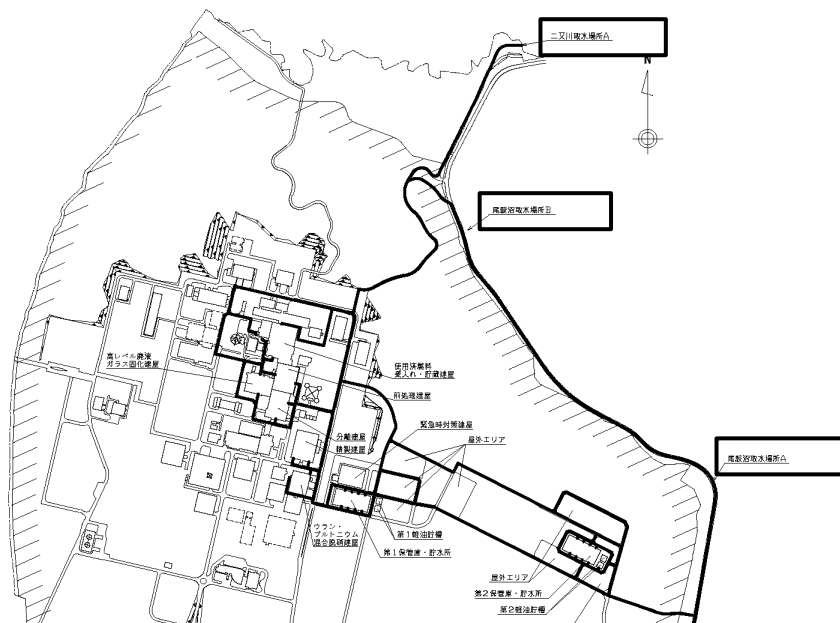 二又川取水場所A
N
尾駮沼取水場所B
高レベル廃液
ガラス固化建屋
使用済燃料
受入れ・貯蔵建屋
前処理建屋
緊急時対策建屋
分離建屋
屋外エリア
精製建屋
尾駮沼取水場所A
ウラン・
プルトニウム
混合脱硝建屋
第1軽油貯槽
第1保管庫・貯水所
屋外エリア
第2保管庫・貯水所
第2軽油貯槽